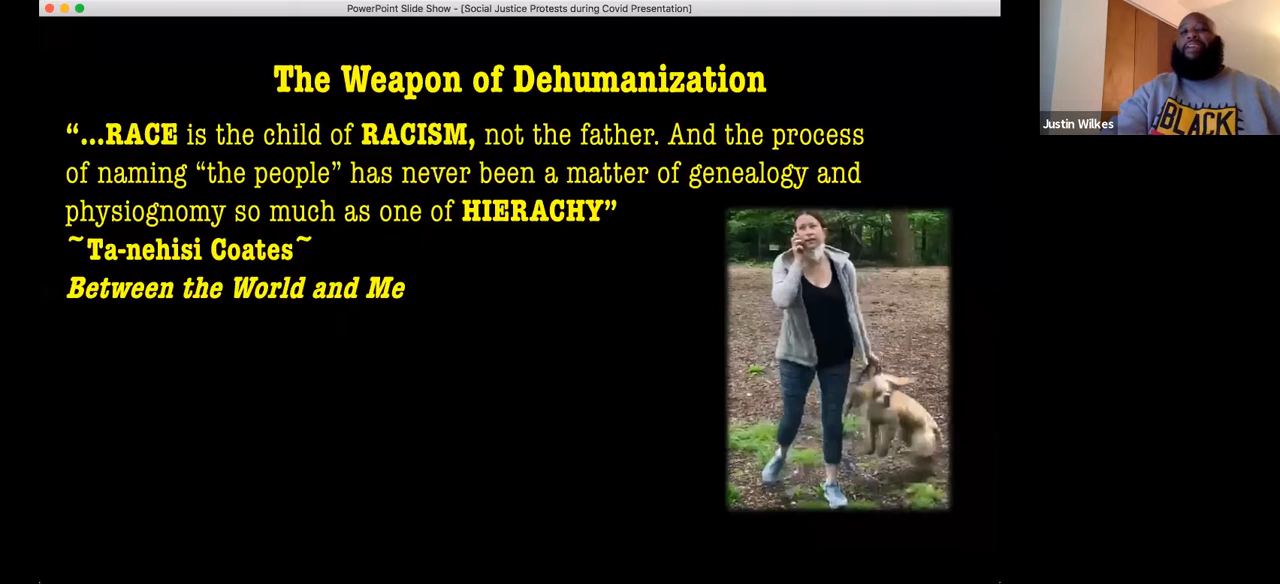 PowerPoint Slide Show - [Social Justice Protests during Covid Presentation]
The Weapon of Dehumanization
“...RACE is the child of RACISM, not the father. And the process
of naming “the people” has never been a matter of genealogy and
physiognomy so much as one of HIERACHY”
~Ta-nehisi Coates~
Between the World and Me
Justin Wilkes
BLACK